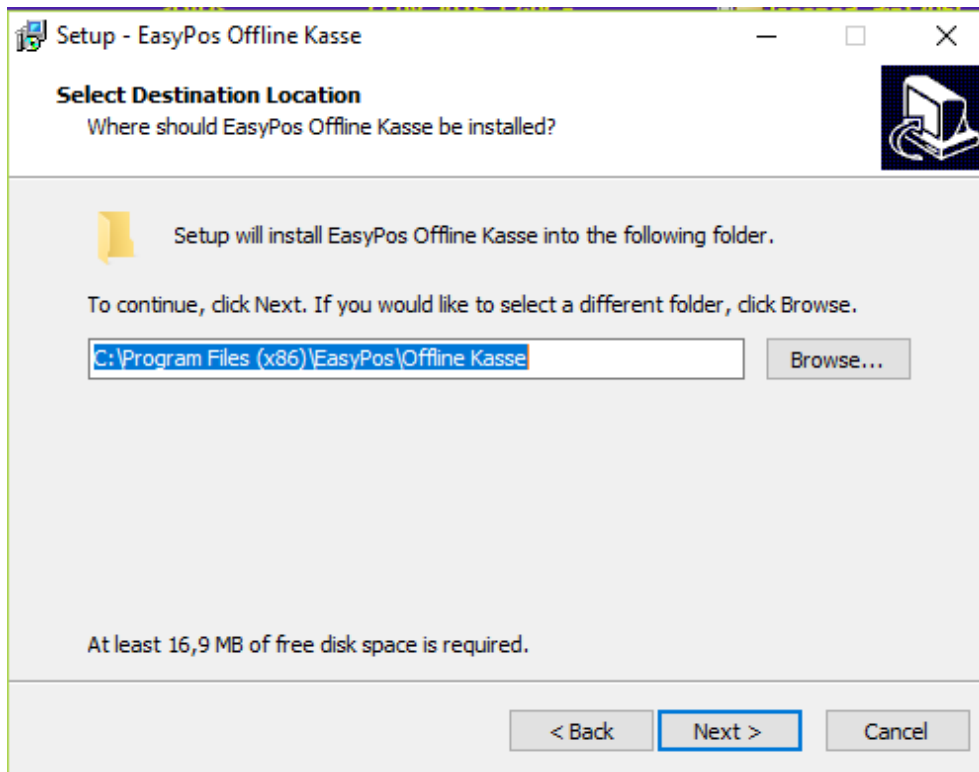 Setup - EasyPos Offline Kasse
Select Destination Location
Where should EasyPos Offline Kasse be installed?
Setup will install EasyPos Offline Kasse into the following folder.
To continue, click Next. If you would like to select a different folder, click Browse.
C:\Program Files (x86)\EasyPos\Offline Kasse
Browse...
At least 16,9 MB of free disk space is required.
< Back
Next >
Cancel